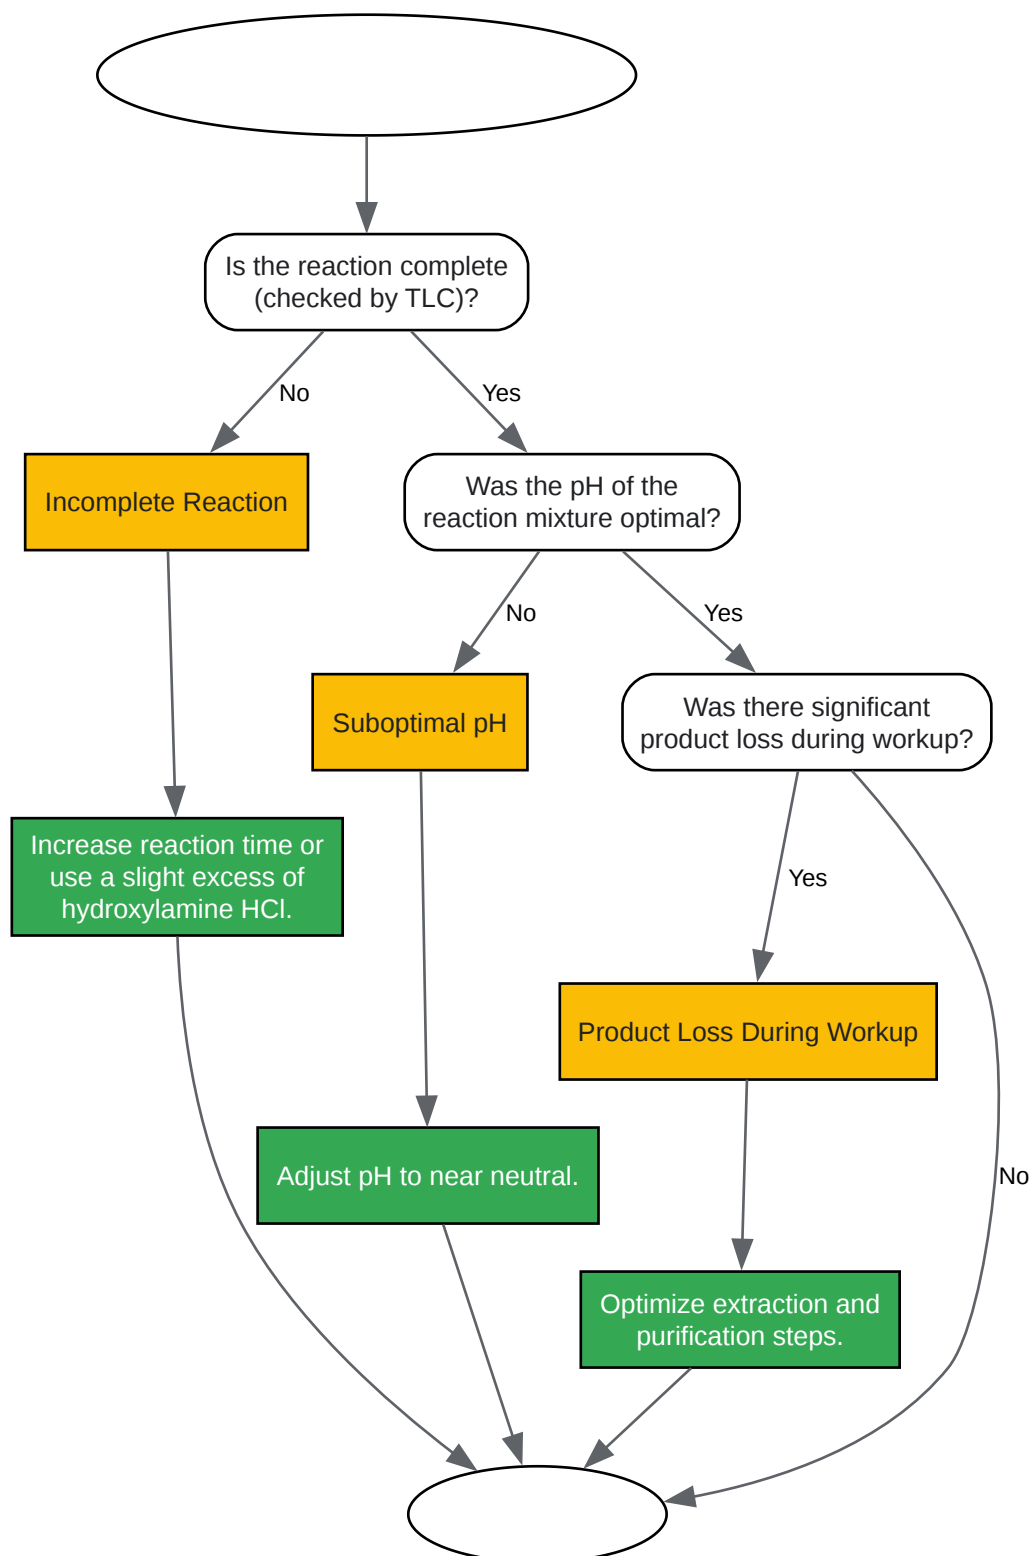 Is the reaction complete
(checked by TLC)?
No
Yes
Incomplete Reaction
Was the pH of the
reaction mixture optimal?
No
Yes
Suboptimal pH
Was there significant
product loss during workup?
Increase reaction time or
use a slight excess of
hydroxylamine HCl.
Yes
Product Loss During Workup
Adjust pH to near neutral.
No
Optimize extraction and
purification steps.